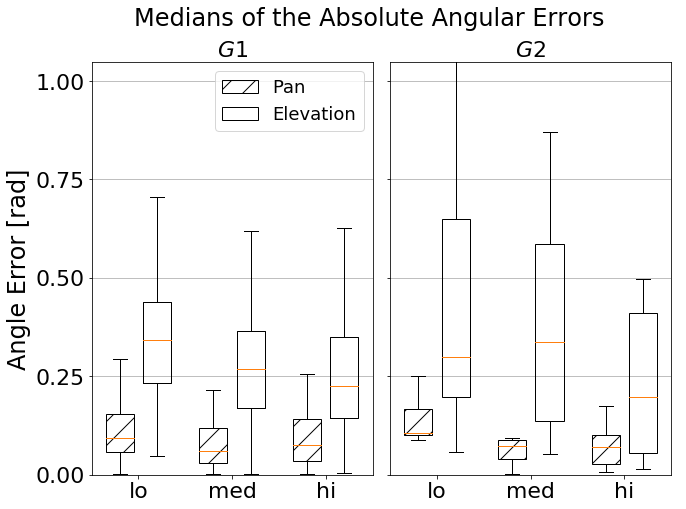 Medians of the Absolute Angular Errors
G1
G2
Pan
Elevation
Angle Error [rad]
1.00
0.75
0.50
0.25
0.00
lo med hi
lo med hi